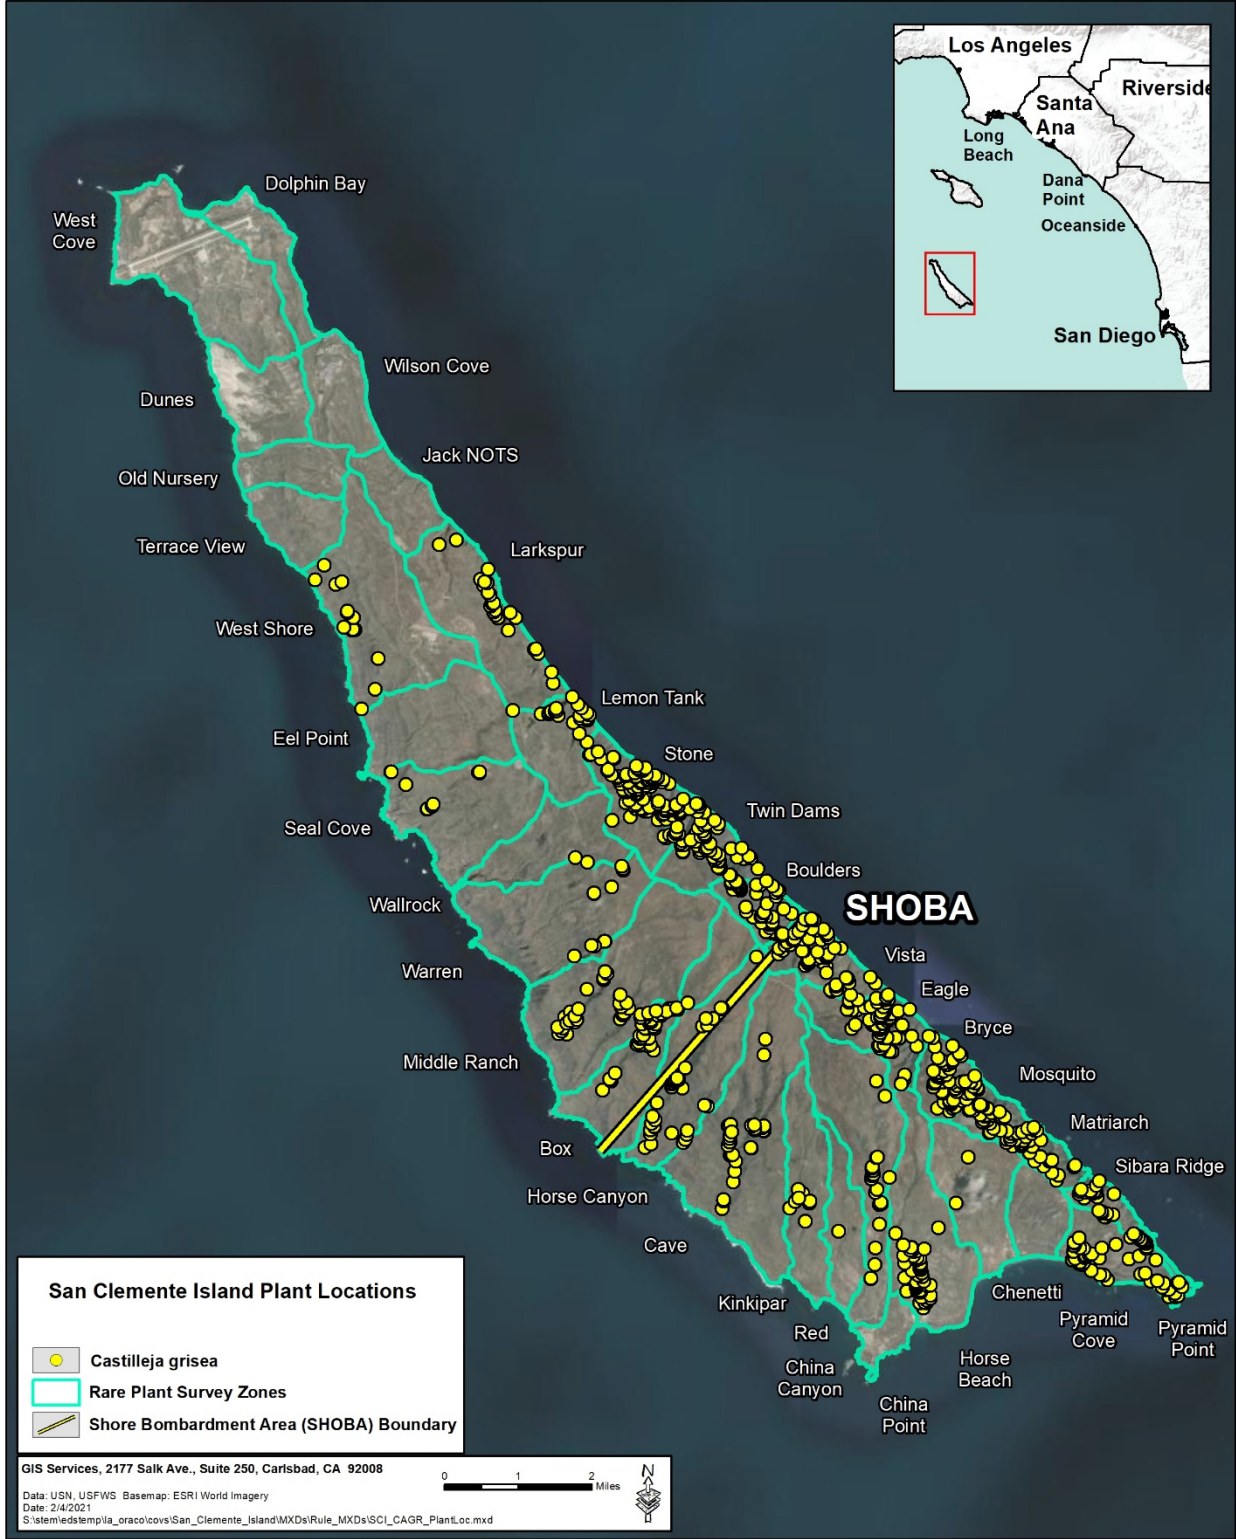 Los Angeles
Riverside
Santa
Ana
Long
Beach
Dana
Point
Oceanside
San Diego
Dolphin Bay
West
Cove
Wilson Cove
Dunes
Jack NOTS
Old Nursery
Terrace View
Larkspur
West Shore
Lemon Tank
Eel Point
Stone
Twin Dams
Seal Cove
Boulders
Wallrock
SHOBA
Vista
Warren
Eagle
Bryce
Middle Ranch
Mosquito
Matriarch
Box
Sibara Ridge
Horse Canyon
Cave
Chenetti
Kinkipar
Pyramid
Cove
Pyramid
Point
Red
China
Canyon
Horse
Beach
China
Point
San Clemente Island Plant Locations
Castilleja grisea
Rare Plant Survey Zones
Shore Bombardment Area (SHOBA) Boundary
GIS Services, 2177 Salk Ave., Suite 250, Carlsbad, CA 92008
0 1 2
Miles
N
Data: USN, USFWS Basemap: ESRI World Imagery
Date: 2/4/2021
S:\stem\edstemp\la_oraco\covs\San_Clemente_Island\MXDs\Rule_MXDs\SCI_CAGR_PlantLoc.mxd